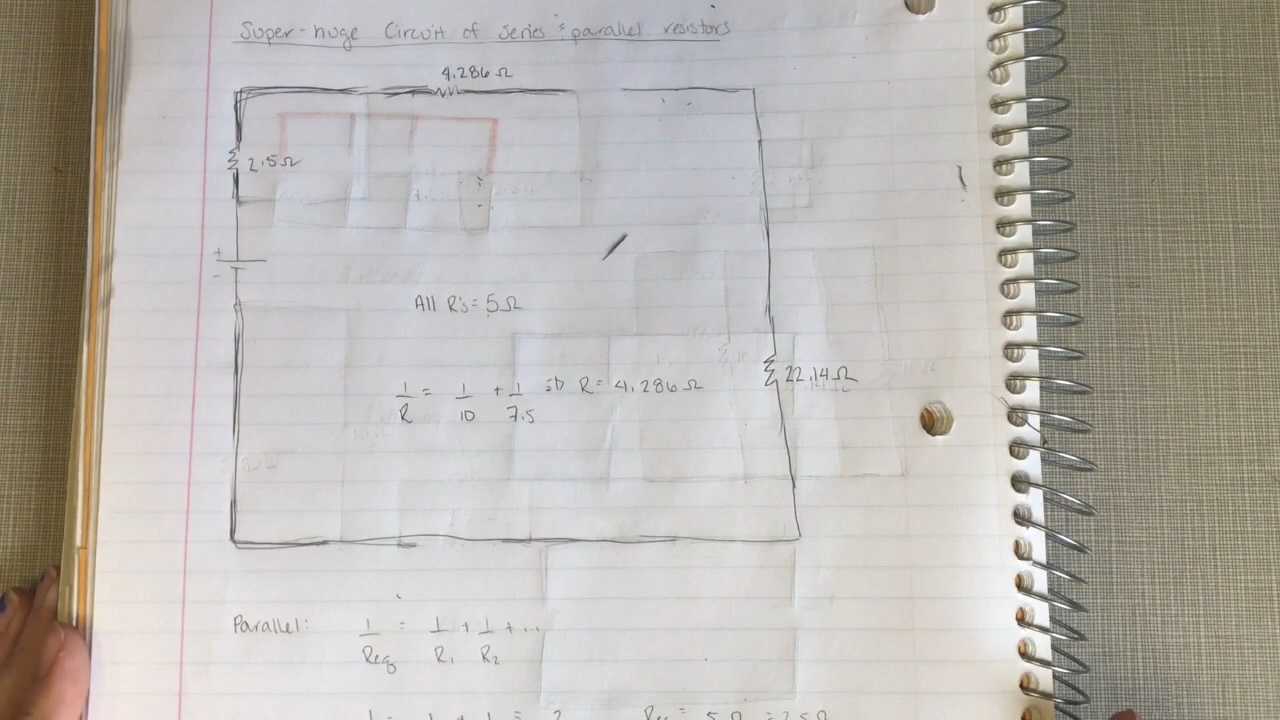 Super-huge Circuit of series & parallel resistors
4.286 Ω
2.5 Ω
+
-
All R's = 5 Ω
1/R = 1/10 + 1/7.5 => R = 4.286 Ω
22.14 Ω
Parallel: 1/Req = 1/R1 + 1/R2 + ...